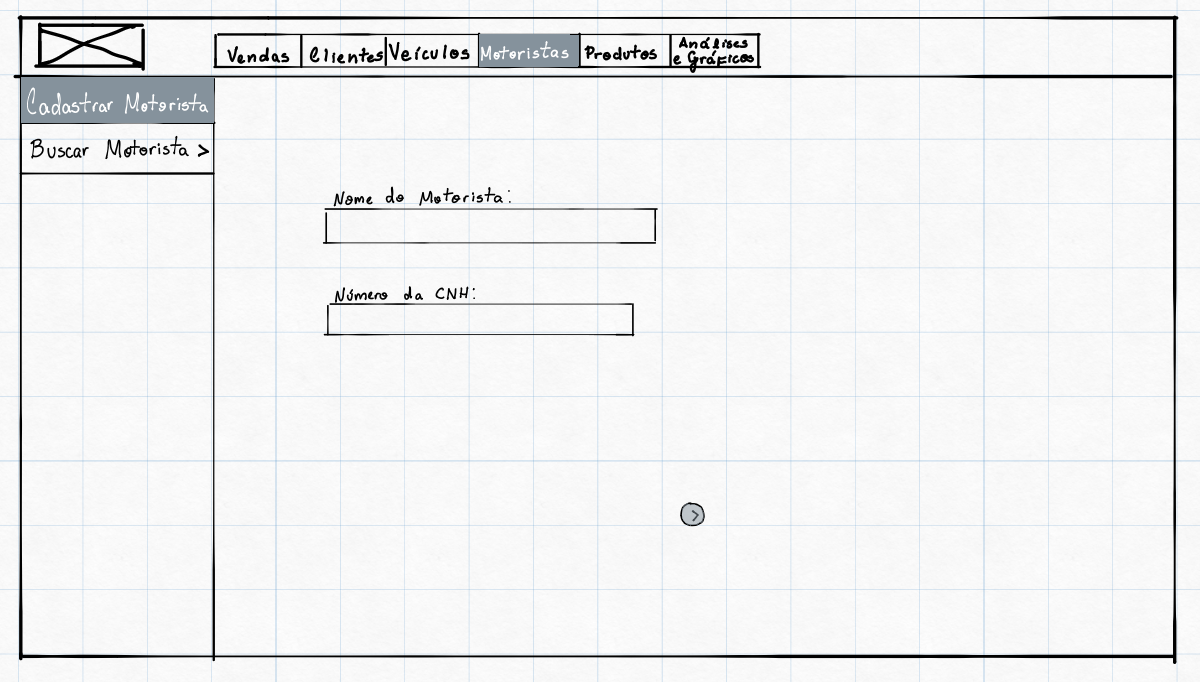 Vendas
Clientes
Veículos
Motoristas
Produtos
Análises
e Gráficos
Cadastrar Motorista
Buscar Motorista >
Nome do Motorista:
Número da CNH:
>